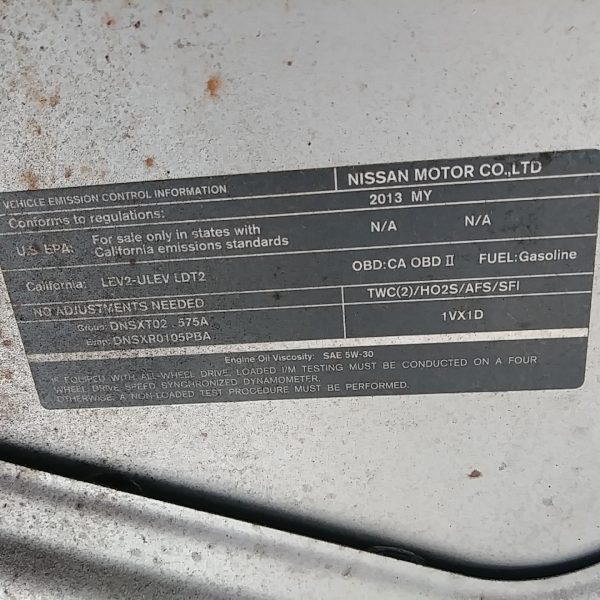 VEHICLE EMISSION CONTROL INFORMATION
NISSAN MOTOR CO.,LTD
Conforms to regulations:
2013 MY
U.S. EPA:
For sale only in states with
California emissions standards
N/A
N/A
California: LEV2-ULEV LDT2
OBD:CA OBD II
FUEL:Gasoline
NO ADJUSTMENTS NEEDED
TWC(2)/HO2S/AFS/SFI
Group: DNSXT02 . 575A
Evap: DNSXR0105PBA
1VX1D
Engine Oil Viscosity: SAE 5W-30
IF EQUIPED WITH ALL-WHEEL DRIVE, LOADED I/M TESTING MUST BE CONDUCTED ON A FOUR
WHEEL DRIVE SPEED SYNCHRONIZED DYNAMOMETER.
OTHERWISE, A NON-LOADED TEST PROCEDURE MUST BE PERFORMED.